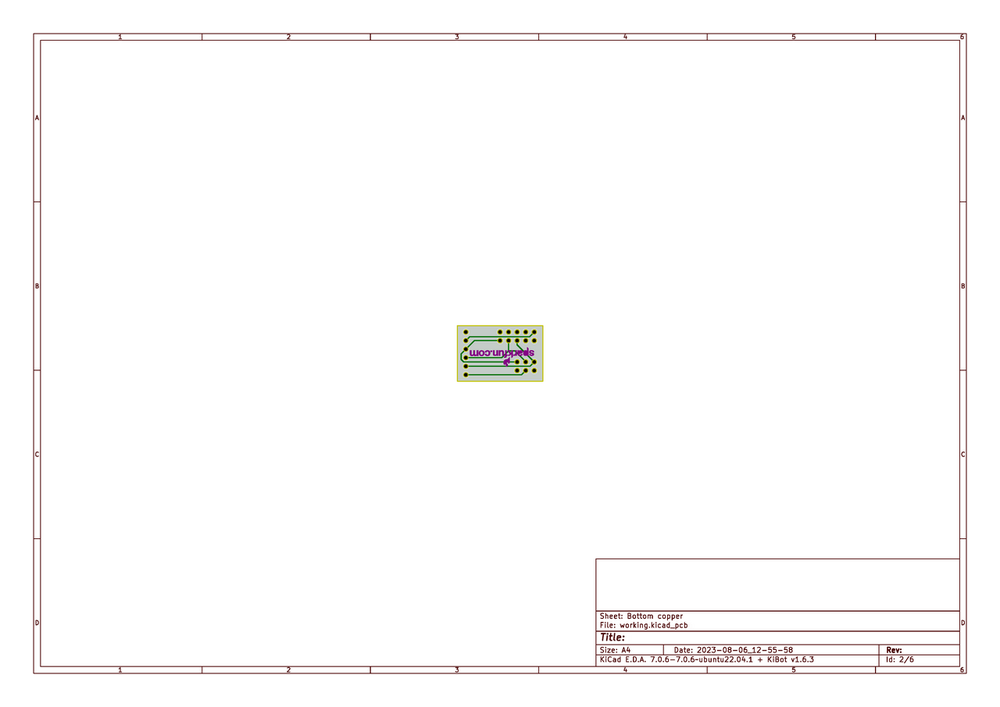 1 2 3 4 5 6
A A
sparkfun.com
B B
C C
D D
Sheet: Bottom copper
File: working.kicad_pcb
Title:
Size: A4 Date: 2023-08-06_12-55-58 Rev:
KiCad E.D.A. 7.0.6-7.0.6-ubuntu22.04.1 + KiBot v1.6.3 Id: 2/6
1 2 3 4 5 6